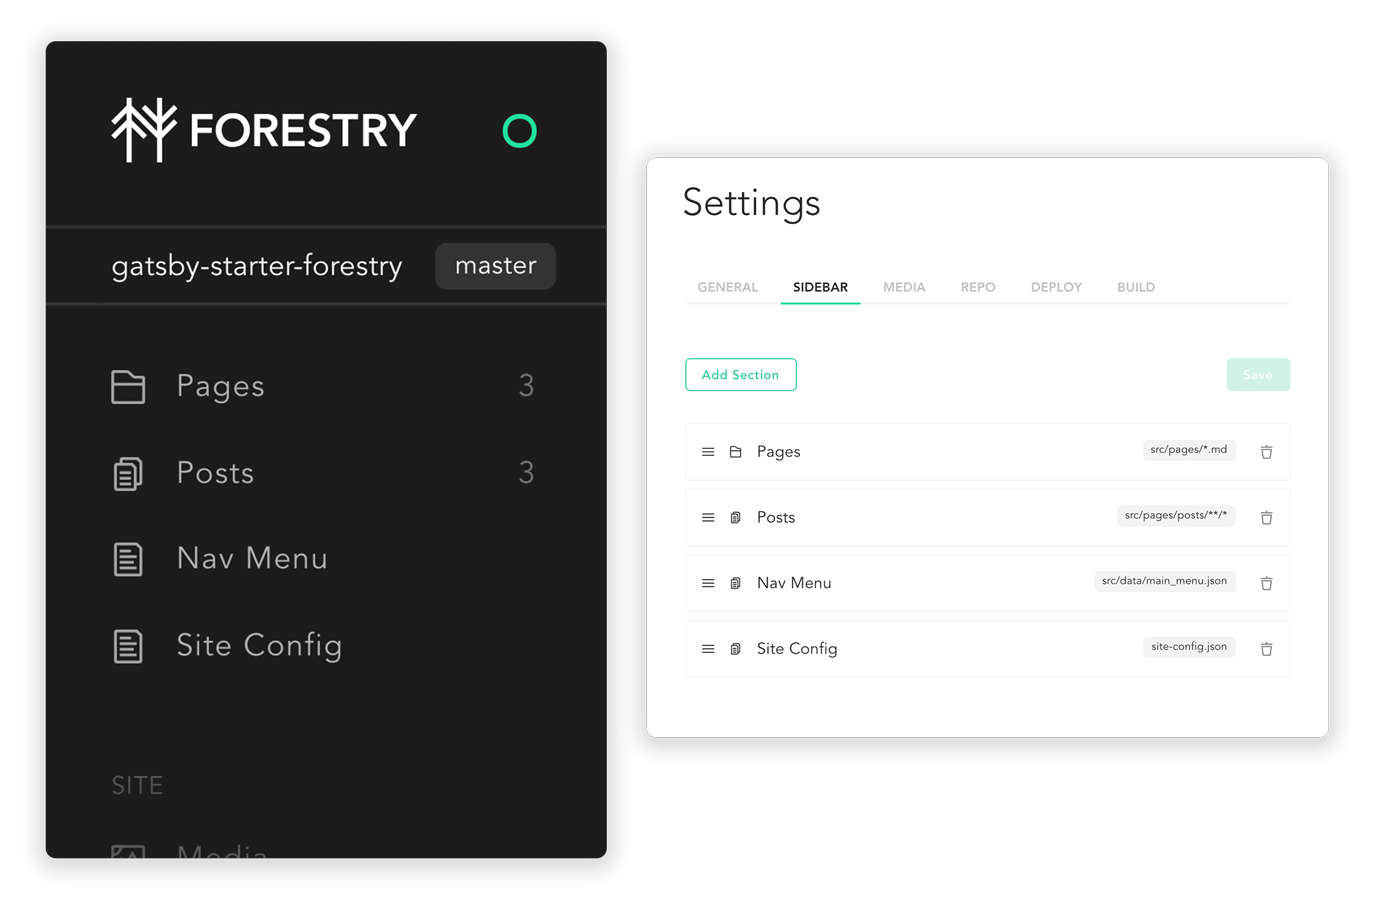 FORESTRY
gatsby-starter-forestry master
Pages 3
Posts 3
Nav Menu
Site Config
SITE
Media
Settings
GENERAL SIDEBAR MEDIA REPO DEPLOY BUILD
Add Section Save
Pages src/pages/*.md
Posts src/pages/posts/**/*
Nav Menu src/data/main_menu.json
Site Config site-config.json